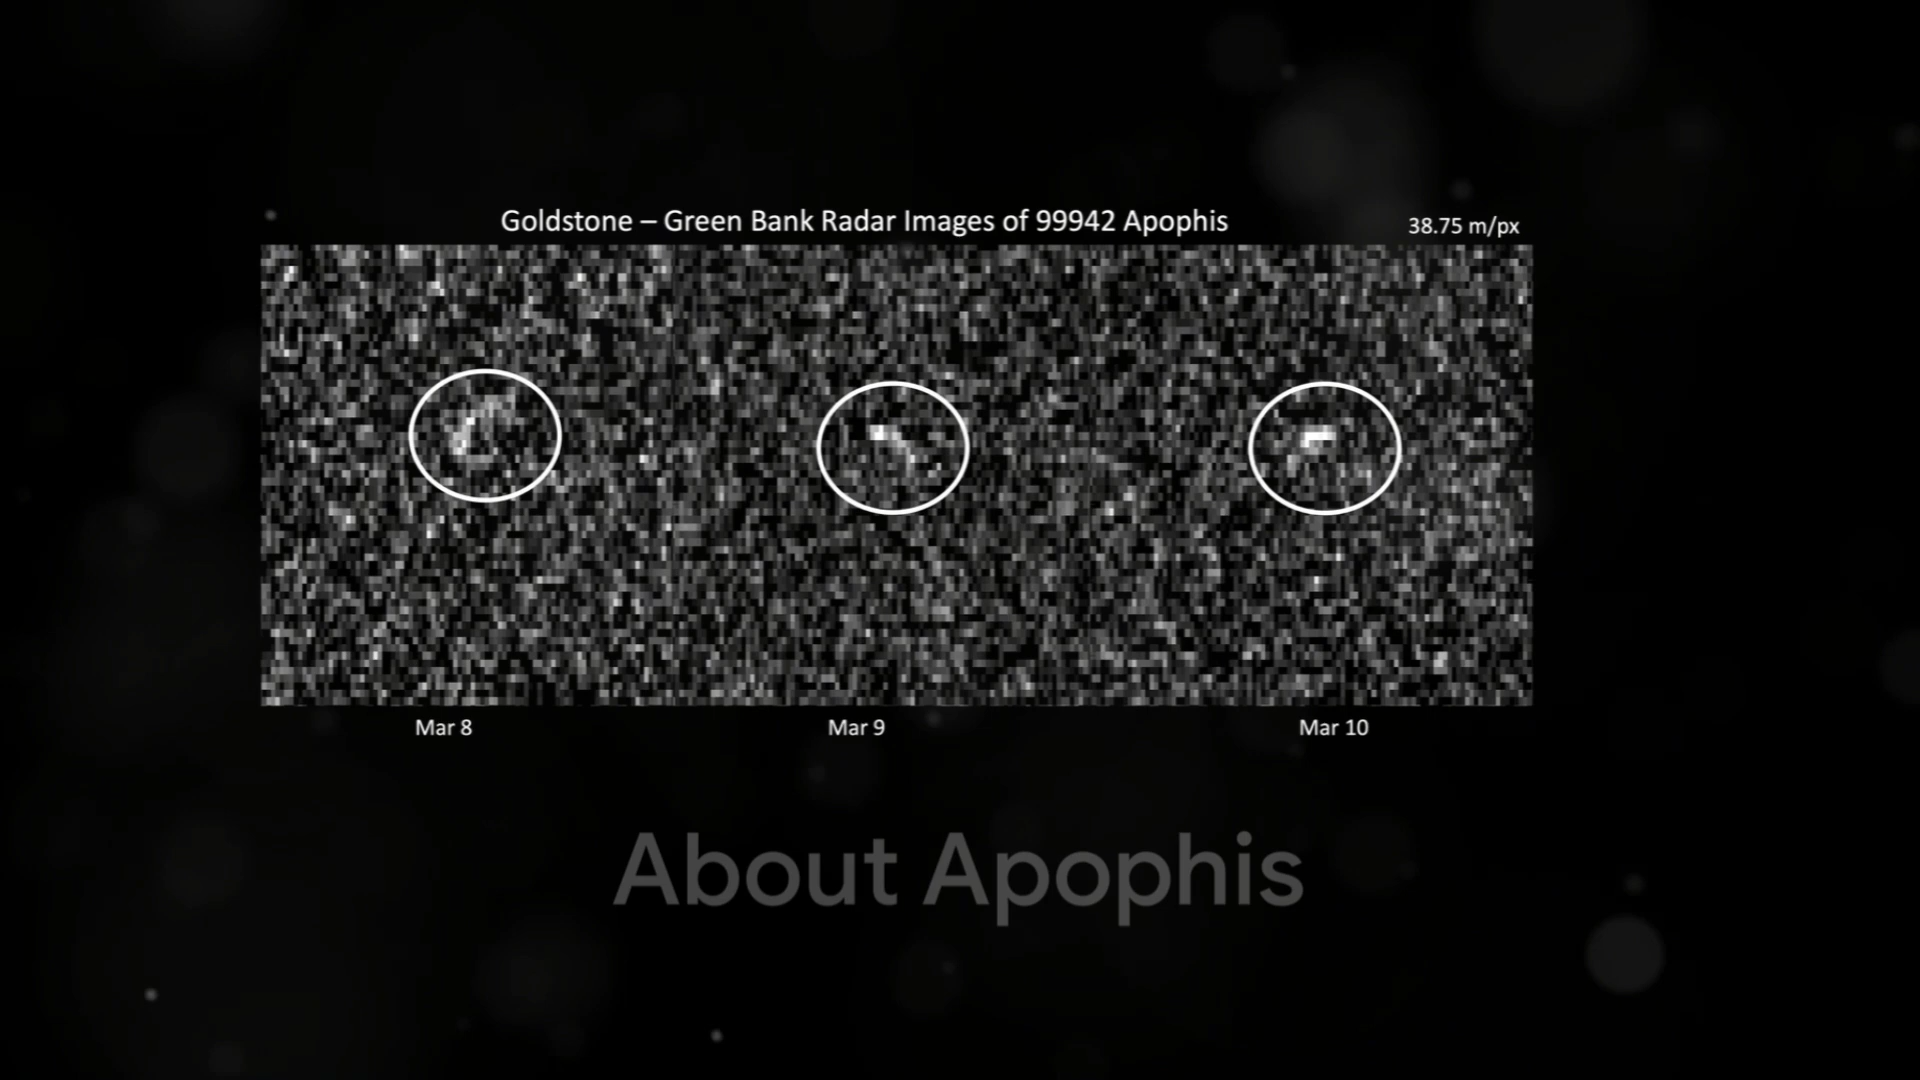 Goldstone – Green Bank Radar Images of 99942 Apophis
38.75 m/px
Mar 8
Mar 9
Mar 10
About Apophis